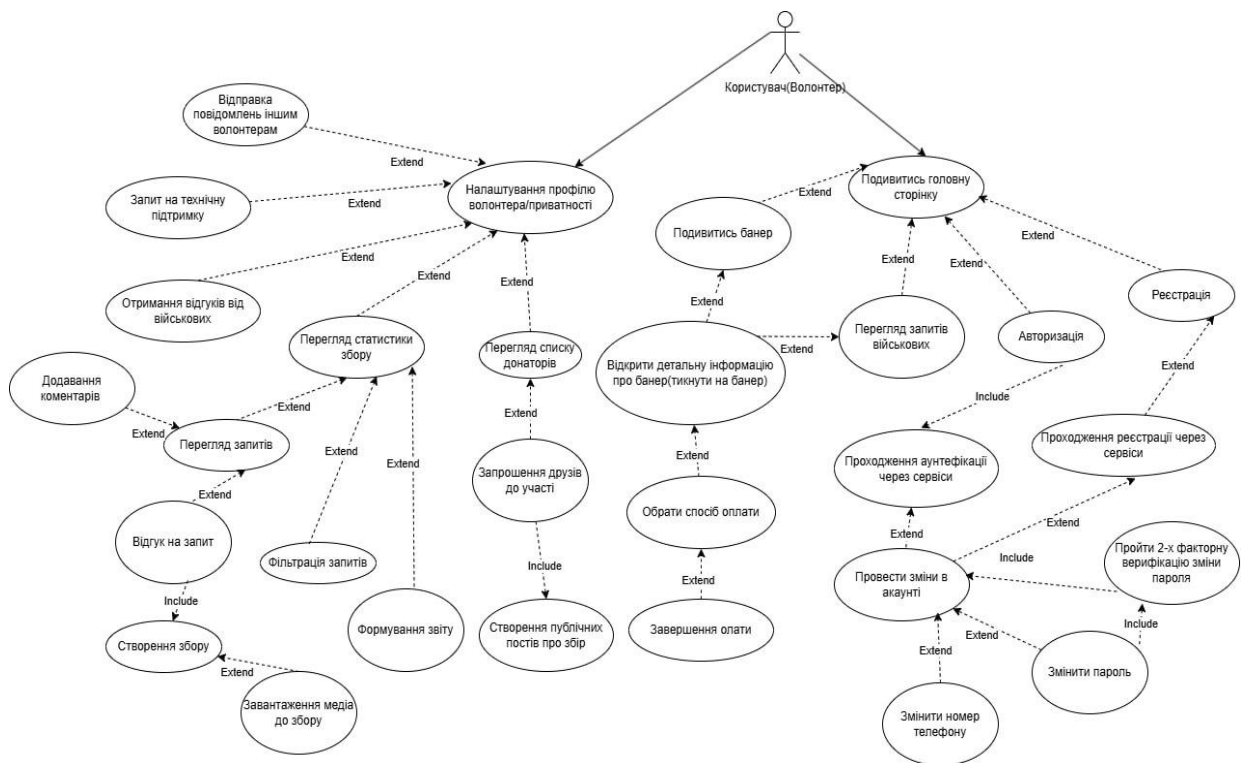 Користувач(Волонтер)
Відправка
повідомлень іншим
волонтерам
Extend
Запит на технічну
підтримку
Extend
Налаштування профілю
волонтера/приватності
Отримання відгуків від
військових
Extend
Extend
Extend
Перегляд статистики
збору
Перегляд списку
донаторів
Додавання
коментарів
Extend
Extend
Перегляд запитів
Extend
Extend
Extend
Extend
Відгук на запит
Запрошення друзів
до участі
Фільтрація запитів
Include
Include
Формування звіту
Створення публічних
постів про збір
Створення збору
Extend
Завантаження медіа
до збору
Подивитись головну
сторінку
Extend
Подивитись банер
Extend
Extend
Extend
Extend
Реєстрація
Перегляд запитів
військових
Авторизація
Відкрити детальну інформацію
про банер(тикнути на банер)
Extend
Extend
Include
Extend
Проходження аунтефікації
через сервіси
Проходження реєстрації через
сервіси
Обрати спосіб оплати
Extend
Extend
Extend
Include
Пройти 2-х факторну
верифікацію зміни
пароля
Провести зміни в
акаунті
Завершення олати
Extend
Extend
Include
Змінити пароль
Змінити номер
телефону